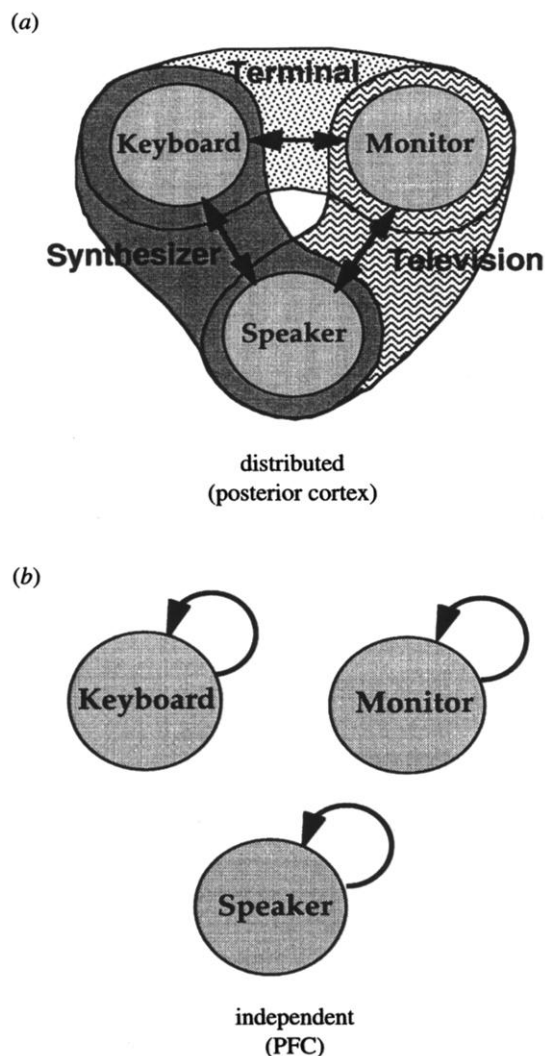 (a)
Terminal
Keyboard
Monitor
Synthesizer
Television
Speaker
distributed
(posterior cortex)
(b)
Keyboard
Monitor
Speaker
independent
(PFC)